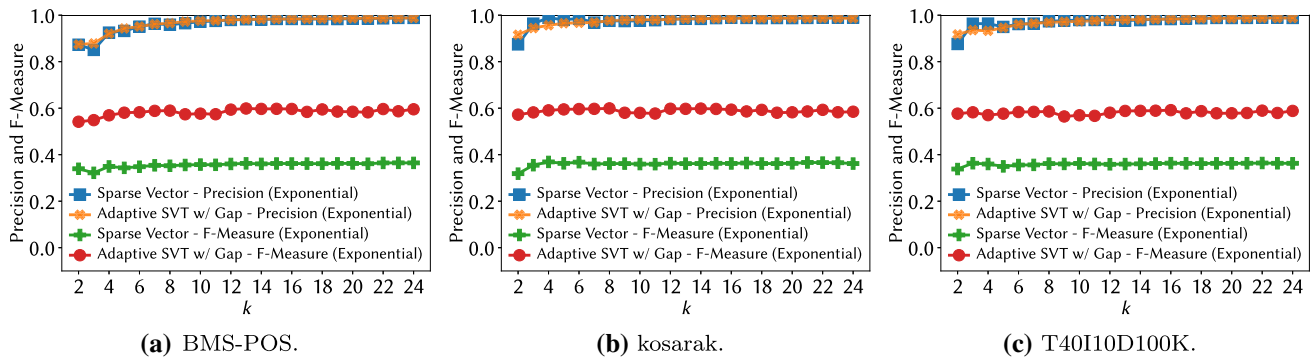 Precision and F-Measure
1.0
0.8
0.6
0.4
0.2
0.0
Sparse Vector - Precision (Exponential)
Adaptive SVT w/ Gap - Precision (Exponential)
Sparse Vector - F-Measure (Exponential)
Adaptive SVT w/ Gap - F-Measure (Exponential)
2 4 6 8 10 12 14 16 18 20 22 24
k
(a) BMS-POS.
Precision and F-Measure
1.0
0.8
0.6
0.4
0.2
0.0
Sparse Vector - Precision (Exponential)
Adaptive SVT w/ Gap - Precision (Exponential)
Sparse Vector - F-Measure (Exponential)
Adaptive SVT w/ Gap - F-Measure (Exponential)
2 4 6 8 10 12 14 16 18 20 22 24
k
(b) kosarak.
Precision and F-Measure
1.0
0.8
0.6
0.4
0.2
0.0
Sparse Vector - Precision (Exponential)
Adaptive SVT w/ Gap - Precision (Exponential)
Sparse Vector - F-Measure (Exponential)
Adaptive SVT w/ Gap - F-Measure (Exponential)
2 4 6 8 10 12 14 16 18 20 22 24
k
(c) T40I10D100K.